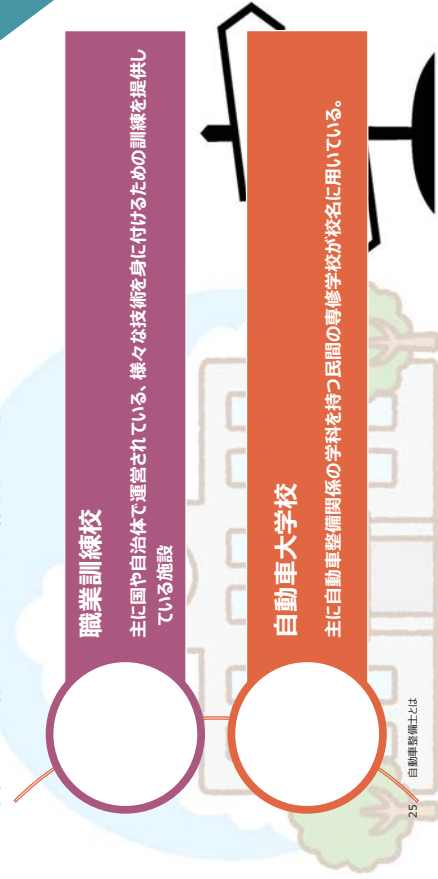 職業訓練校
主に国や自治体で運営されている、様々な技術を身に付けるための訓練を提供し
ている施設
自動車大学校
主に自動車整備関係の学科を持つ民間の専修学校が校名に用いている。
25 自動車整備士とは